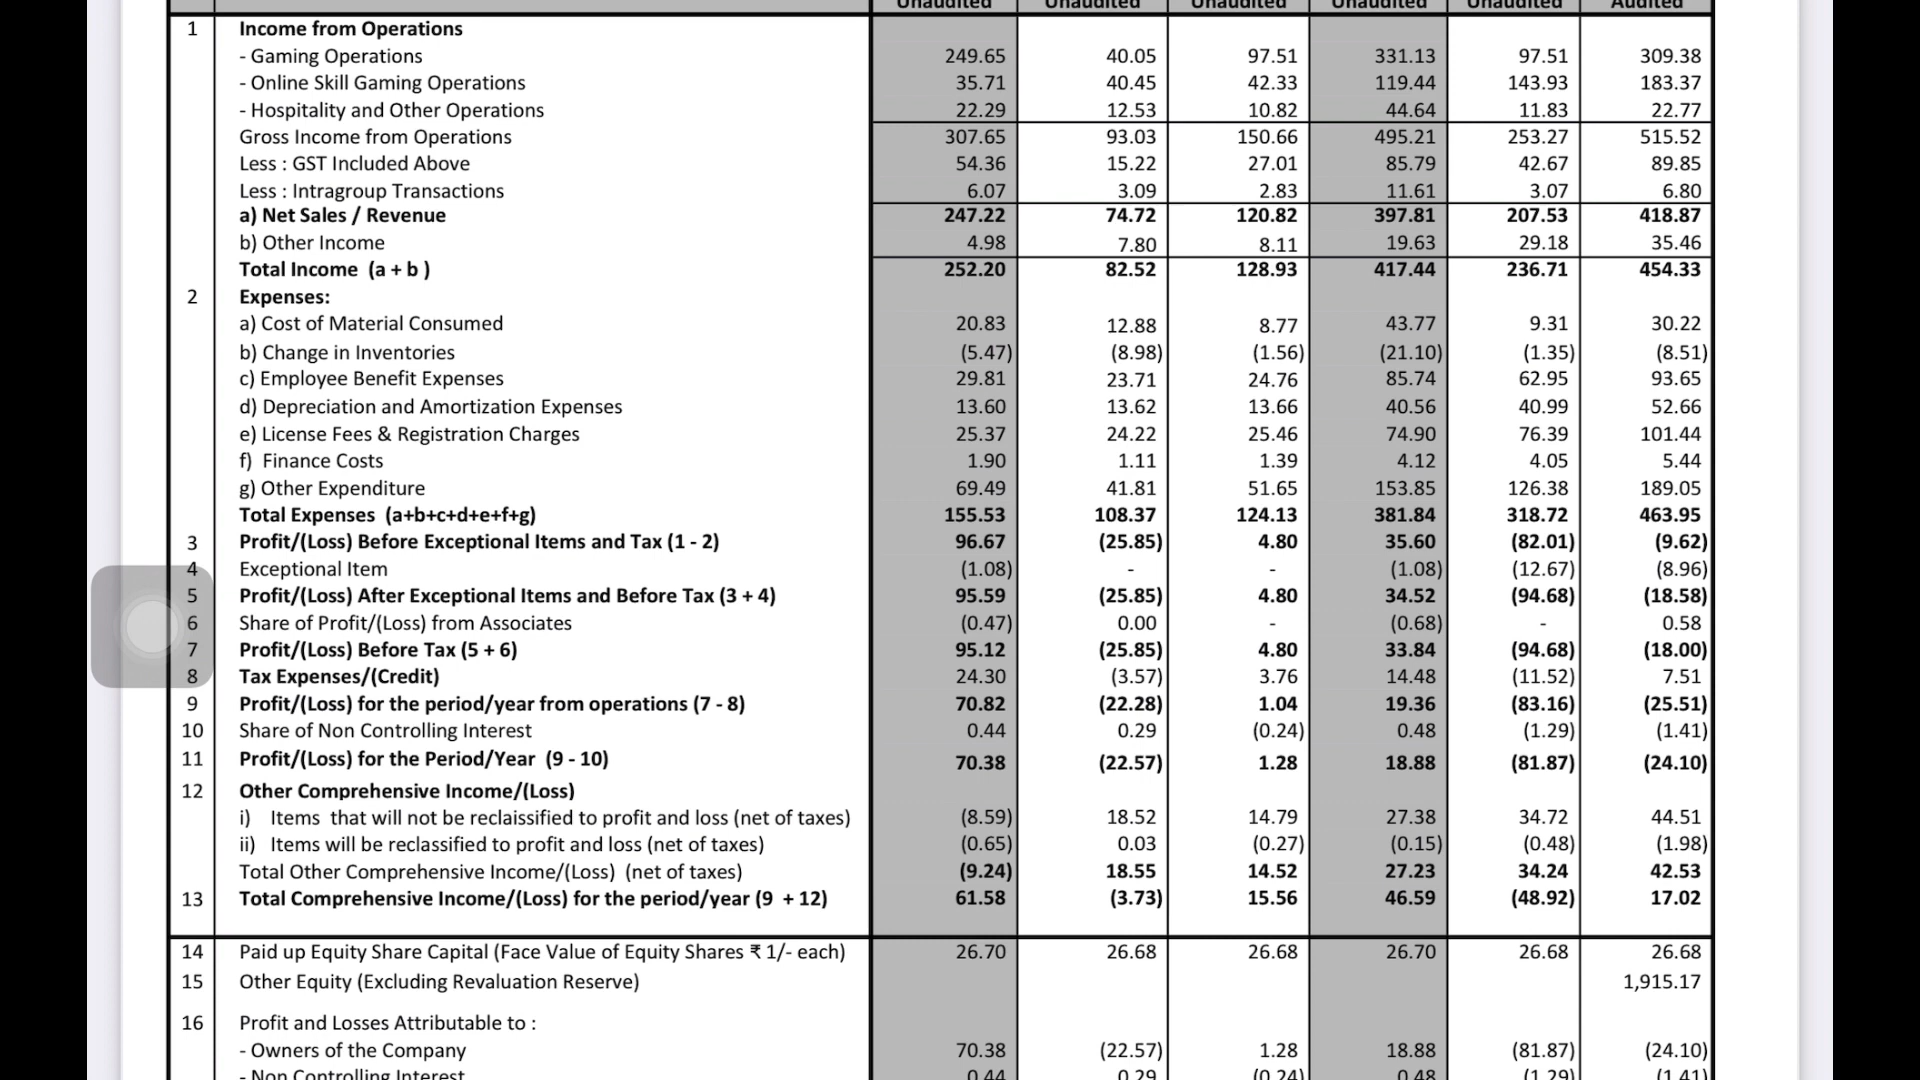 Unaudited Unaudited Unaudited Unaudited Unaudited Audited
1 Income from Operations
- Gaming Operations 249.65 40.05 97.51 331.13 97.51 309.38
- Online Skill Gaming Operations 35.71 40.45 42.33 119.44 143.93 183.37
- Hospitality and Other Operations 22.29 12.53 10.82 44.64 11.83 22.77
Gross Income from Operations 307.65 93.03 150.66 495.21 253.27 515.52
Less : GST Included Above 54.36 15.22 27.01 85.79 42.67 89.85
Less : Intragroup Transactions 6.07 3.09 2.83 11.61 3.07 6.80
a) Net Sales / Revenue 247.22 74.72 120.82 397.81 207.53 418.87
b) Other Income 4.98 7.80 8.11 19.63 29.18 35.46
Total Income (a + b ) 252.20 82.52 128.93 417.44 236.71 454.33
2 Expenses:
a) Cost of Material Consumed 20.83 12.88 8.77 43.77 9.31 30.22
b) Change in Inventories (5.47) (8.98) (1.56) (21.10) (1.35) (8.51)
c) Employee Benefit Expenses 29.81 23.71 24.76 85.74 62.95 93.65
d) Depreciation and Amortization Expenses 13.60 13.62 13.66 40.56 40.99 52.66
e) License Fees & Registration Charges 25.37 24.22 25.46 74.90 76.39 101.44
f) Finance Costs 1.90 1.11 1.39 4.12 4.05 5.44
g) Other Expenditure 69.49 41.81 51.65 153.85 126.38 189.05
Total Expenses (a+b+c+d+e+f+g) 155.53 108.37 124.13 381.84 318.72 463.95
3 Profit/(Loss) Before Exceptional Items and Tax (1 - 2) 96.67 (25.85) 4.80 35.60 (82.01) (9.62)
4 Exceptional Item (1.08) - - (1.08) (12.67) (8.96)
5 Profit/(Loss) After Exceptional Items and Before Tax (3 + 4) 95.59 (25.85) 4.80 34.52 (94.68) (18.58)
6 Share of Profit/(Loss) from Associates (0.47) 0.00 - (0.68) - 0.58
7 Profit/(Loss) Before Tax (5 + 6) 95.12 (25.85) 4.80 33.84 (94.68) (18.00)
8 Tax Expenses/(Credit) 24.30 (3.57) 3.76 14.48 (11.52) 7.51
9 Profit/(Loss) for the period/year from operations (7 - 8) 70.82 (22.28) 1.04 19.36 (83.16) (25.51)
10 Share of Non Controlling Interest 0.44 0.29 (0.24) 0.48 (1.29) (1.41)
11 Profit/(Loss) for the Period/Year (9 - 10) 70.38 (22.57) 1.28 18.88 (81.87) (24.10)
12 Other Comprehensive Income/(Loss)
i) Items that will not be reclaissified to profit and loss (net of taxes) (8.59) 18.52 14.79 27.38 34.72 44.51
ii) Items will be reclassified to profit and loss (net of taxes) (0.65) 0.03 (0.27) (0.15) (0.48) (1.98)
Total Other Comprehensive Income/(Loss) (net of taxes) (9.24) 18.55 14.52 27.23 34.24 42.53
13 Total Comprehensive Income/(Loss) for the period/year (9 + 12) 61.58 (3.73) 15.56 46.59 (48.92) 17.02
14 Paid up Equity Share Capital (Face Value of Equity Shares ₹ 1/- each) 26.70 26.68 26.68 26.70 26.68 26.68
15 Other Equity (Excluding Revaluation Reserve) 1,915.17
16 Profit and Losses Attributable to :
- Owners of the Company 70.38 (22.57) 1.28 18.88 (81.87) (24.10)
- Non Controlling Interest 0.44 0.29 (0.24) 0.48 (1.29) (1.41)